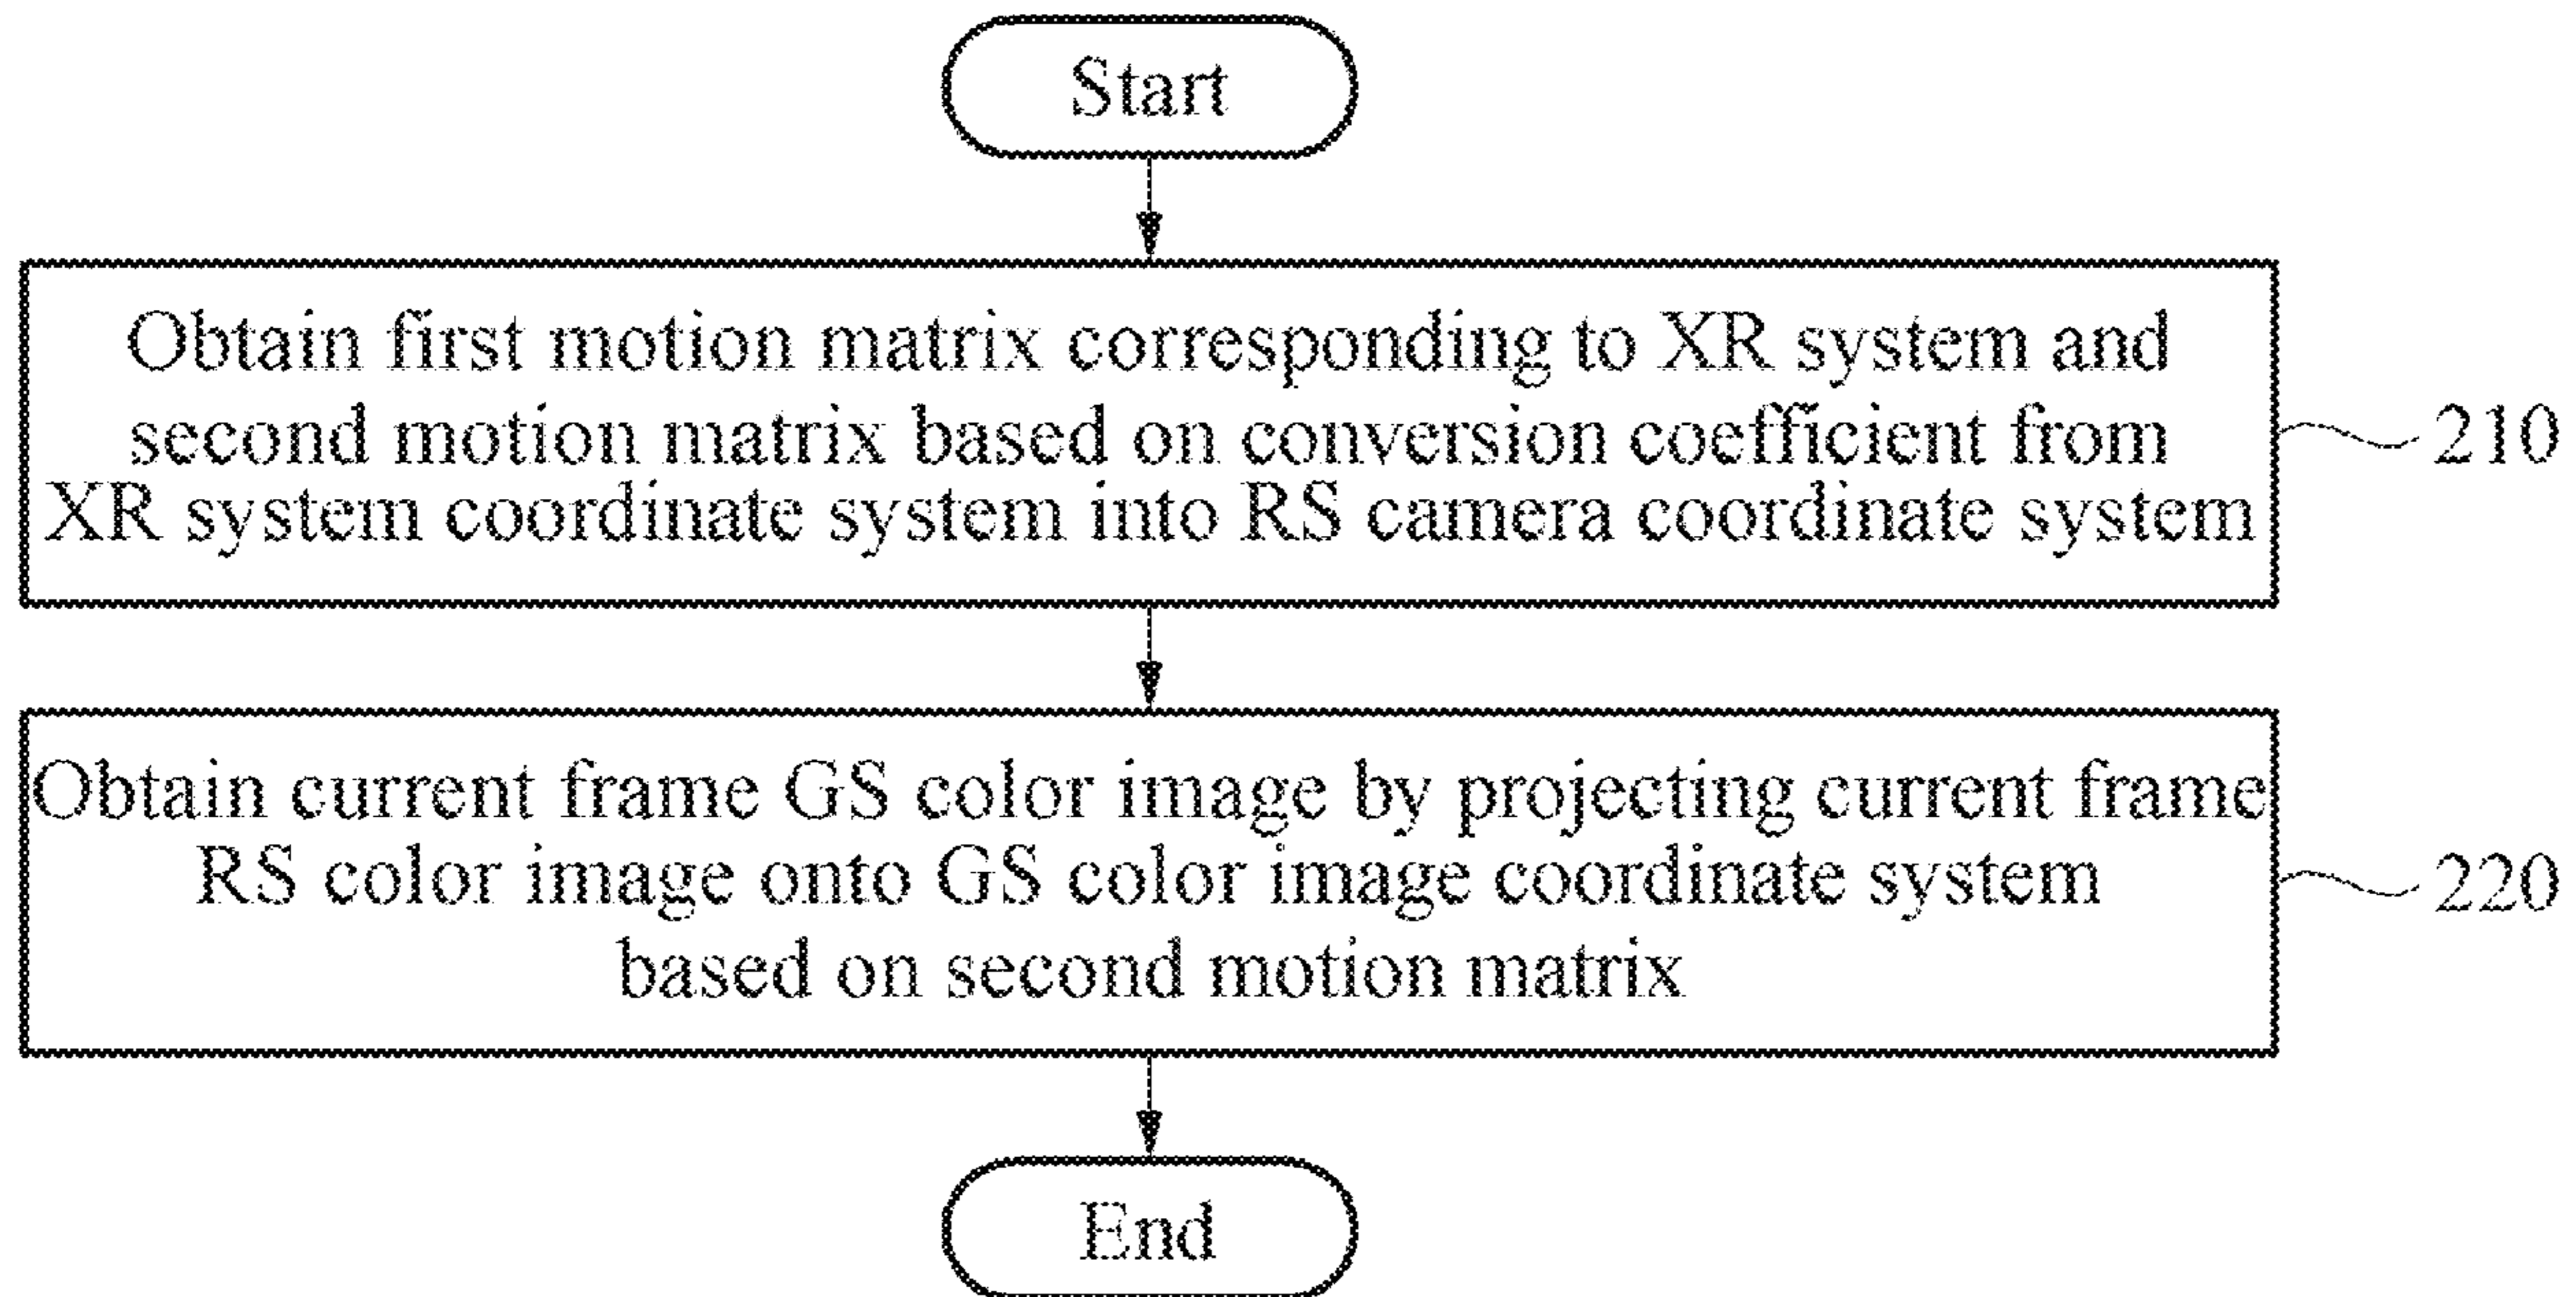 Start
Obtain first motion matrix corresponding to XR system and
second motion matrix based on conversion coefficient from
XR system coordinate system into RS camera coordinate system
210
Obtain current frame GS color image by projecting current frame
RS color image onto GS color image coordinate system
based on second motion matrix
220
End